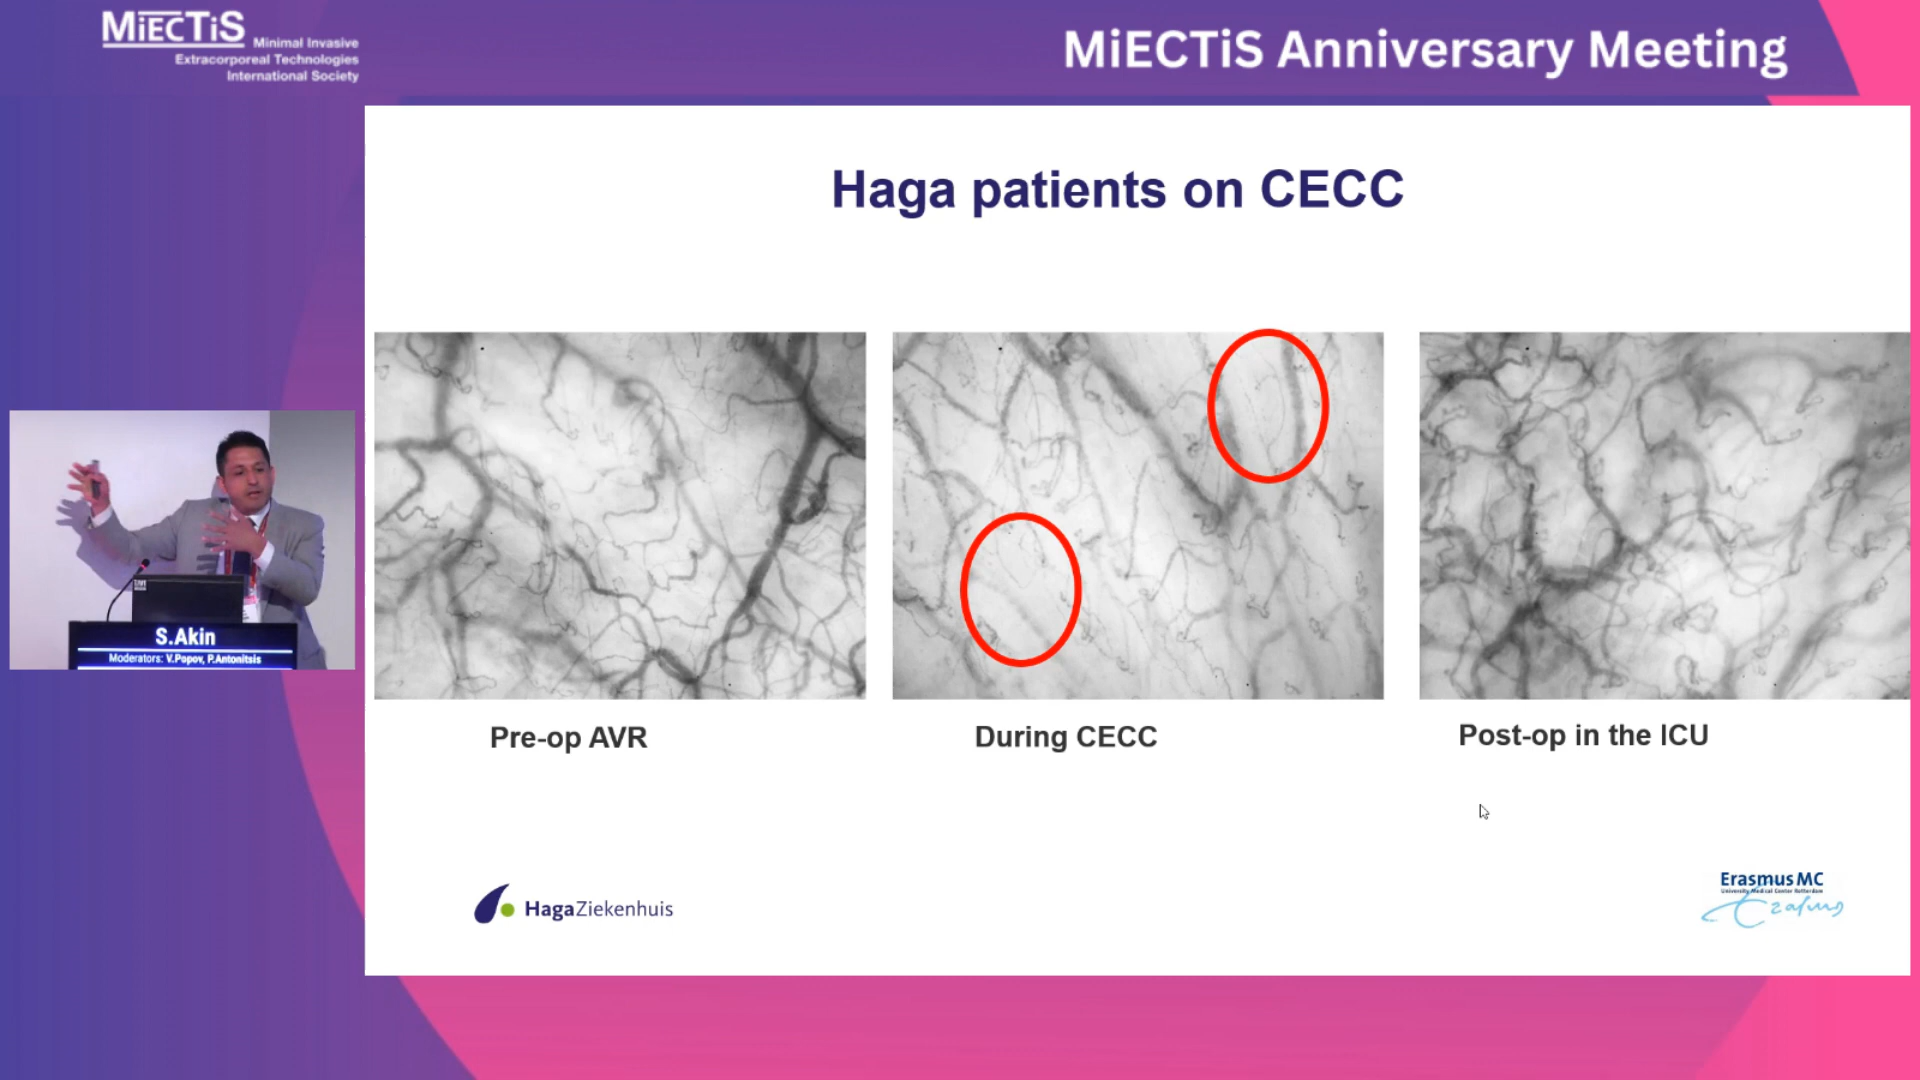 MiECTiS
Minimal Invasive
Extracorporeal Technologies
International Society
MiECTiS Anniversary Meeting
Haga patients on CECC
Pre-op AVR
During CECC
Post-op in the ICU
S.Akin
Moderators: V.Popov, P.Antonitsis
HagaZiekenhuis
Erasmus MC
University Medical Center Rotterdam
Erasmus